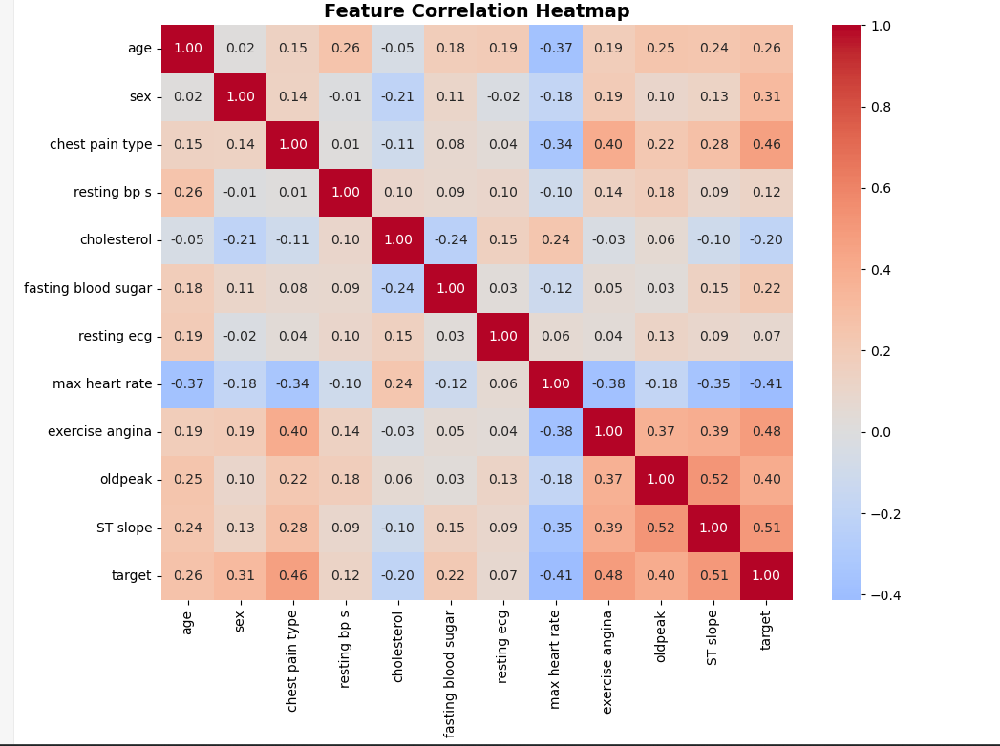 Feature Correlation Heatmap
age 1.00 0.02 0.15 0.26 -0.05 0.18 0.19 -0.37 0.19 0.25 0.24 0.26
sex 0.02 1.00 0.14 -0.01 -0.21 0.11 -0.02 -0.18 0.19 0.10 0.13 0.31
chest pain type 0.15 0.14 1.00 0.01 -0.11 0.08 0.04 -0.34 0.40 0.22 0.28 0.46
resting bp s 0.26 -0.01 0.01 1.00 0.10 0.09 0.10 -0.10 0.14 0.18 0.09 0.12
cholesterol -0.05 -0.21 -0.11 0.10 1.00 -0.24 0.15 0.24 -0.03 0.06 -0.10 -0.20
fasting blood sugar 0.18 0.11 0.08 0.09 -0.24 1.00 0.03 -0.12 0.05 0.03 0.15 0.22
resting ecg 0.19 -0.02 0.04 0.10 0.15 0.03 1.00 0.06 0.04 0.13 0.09 0.07
max heart rate -0.37 -0.18 -0.34 -0.10 0.24 -0.12 0.06 1.00 -0.38 -0.18 -0.35 -0.41
exercise angina 0.19 0.19 0.40 0.14 -0.03 0.05 0.04 -0.38 1.00 0.37 0.39 0.48
oldpeak 0.25 0.10 0.22 0.18 0.06 0.03 0.13 -0.18 0.37 1.00 0.52 0.40
ST slope 0.24 0.13 0.28 0.09 -0.10 0.15 0.09 -0.35 0.39 0.52 1.00 0.51
target 0.26 0.31 0.46 0.12 -0.20 0.22 0.07 -0.41 0.48 0.40 0.51 1.00
age
sex
chest pain type
resting bp s
cholesterol
fasting blood sugar
resting ecg
max heart rate
exercise angina
oldpeak
ST slope
target
1.0
0.8
0.6
0.4
0.2
0.0
−0.2
−0.4